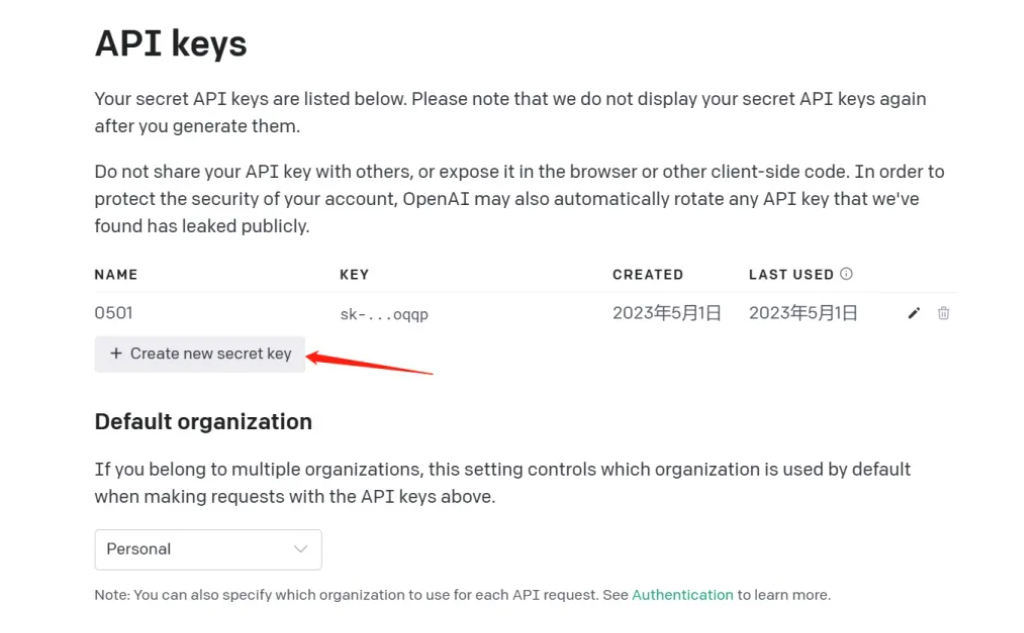 API keys
Your secret API keys are listed below. Please note that we do not display your secret API keys again
after you generate them.
Do not share your API key with others, or expose it in the browser or other client-side code. In order to
protect the security of your account, OpenAI may also automatically rotate any API key that we've
found has leaked publicly.
NAME KEY CREATED LAST USED
0501 sk-...oqqp 2023年5月1日 2023年5月1日
+ Create new secret key
Default organization
If you belong to multiple organizations, this setting controls which organization is used by default
when making requests with the API keys above.
Personal
Note: You can also specify which organization to use for each API request. See Authentication to learn more.